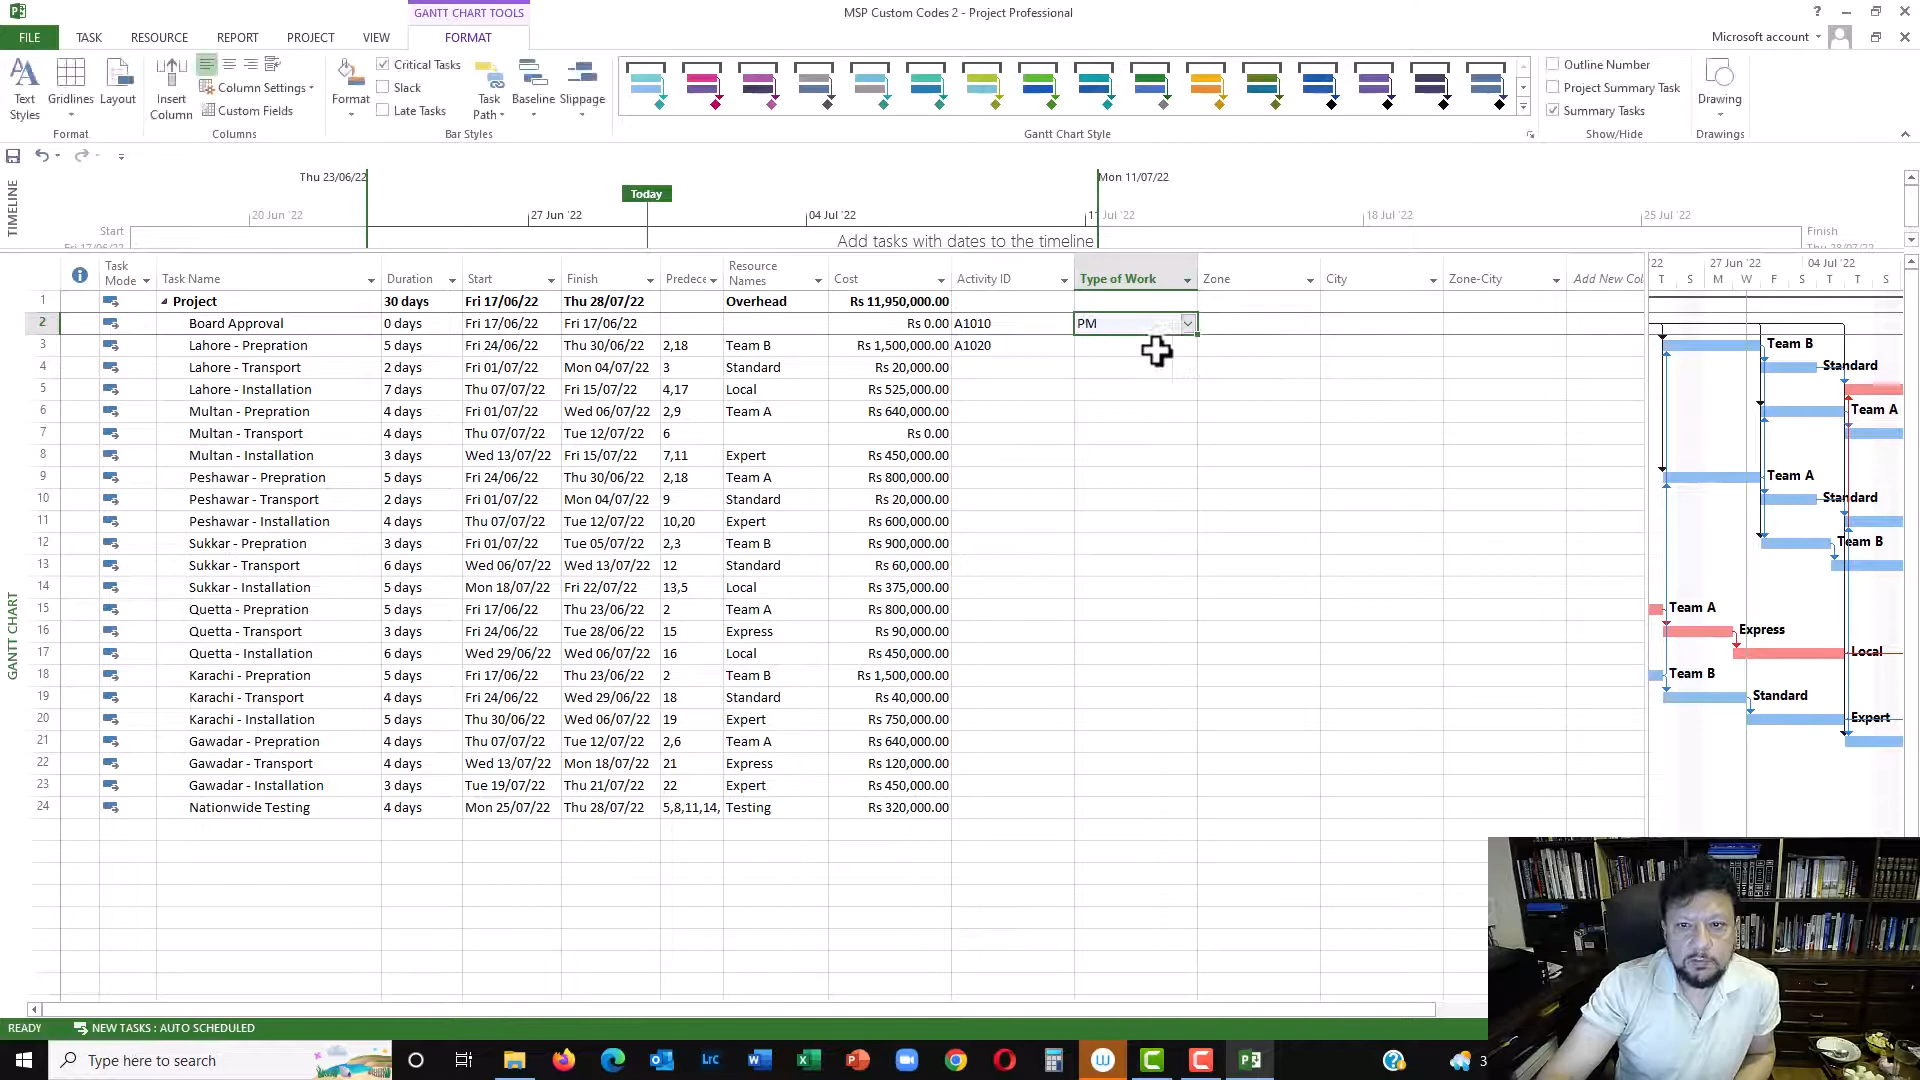 GANTT CHART TOOLS
MSP Custom Codes 2 - Project Professional
FILE TASK RESOURCE REPORT PROJECT VIEW FORMAT Microsoft account
Text Styles Gridlines Layout Insert Column Column Settings Custom Fields Format Critical Tasks Slack Late Tasks Task Path Baseline Slippage Outline Number Project Summary Task Summary Tasks Drawing
Format Columns Bar Styles Gantt Chart Style Show/Hide Drawings
TIMELINE
Thu 23/06/22 Mon 11/07/22
Today
20 Jun '22 27 Jun '22 04 Jul '22 Jul '22 18 Jul '22 25 Jul '22
Start Finish
Fri 17/06/22 Add tasks with dates to the timeline Thu 28/07/22
GANTT CHART
Task Mode Task Name Duration Start Finish Predece Resource Names Cost Activity ID Type of Work Zone City Zone-City Add New Col
22 27 Jun '22 04 Jul '22
T S M W F S T T S
1 Project 30 days Fri 17/06/22 Thu 28/07/22 Overhead Rs 11,950,000.00
2 Board Approval 0 days Fri 17/06/22 Fri 17/06/22 Rs 0.00 A1010 PM
3 Lahore - Prepration 5 days Fri 24/06/22 Thu 30/06/22 2,18 Team B Rs 1,500,000.00 A1020 Team B
4 Lahore - Transport 2 days Fri 01/07/22 Mon 04/07/22 3 Standard Rs 20,000.00 Standard
5 Lahore - Installation 7 days Thu 07/07/22 Fri 15/07/22 4,17 Local Rs 525,000.00
6 Multan - Prepration 4 days Fri 01/07/22 Wed 06/07/22 2,9 Team A Rs 640,000.00 Team A
7 Multan - Transport 4 days Thu 07/07/22 Tue 12/07/22 6 Rs 0.00
8 Multan - Installation 3 days Wed 13/07/22 Fri 15/07/22 7,11 Expert Rs 450,000.00
9 Peshawar - Prepration 5 days Fri 24/06/22 Thu 30/06/22 2,18 Team A Rs 800,000.00 Team A
10 Peshawar - Transport 2 days Fri 01/07/22 Mon 04/07/22 9 Standard Rs 20,000.00 Standard
11 Peshawar - Installation 4 days Thu 07/07/22 Tue 12/07/22 10,20 Expert Rs 600,000.00
12 Sukkar - Prepration 3 days Fri 01/07/22 Tue 05/07/22 2,3 Team B Rs 900,000.00 Team B
13 Sukkar - Transport 6 days Wed 06/07/22 Wed 13/07/22 12 Standard Rs 60,000.00
14 Sukkar - Installation 5 days Mon 18/07/22 Fri 22/07/22 13,5 Local Rs 375,000.00
15 Quetta - Prepration 5 days Fri 17/06/22 Thu 23/06/22 2 Team A Rs 800,000.00 Team A
16 Quetta - Transport 3 days Fri 24/06/22 Tue 28/06/22 15 Express Rs 90,000.00 Express
17 Quetta - Installation 6 days Wed 29/06/22 Wed 06/07/22 16 Local Rs 450,000.00 Local
18 Karachi - Prepration 5 days Fri 17/06/22 Thu 23/06/22 2 Team B Rs 1,500,000.00 Team B
19 Karachi - Transport 4 days Fri 24/06/22 Wed 29/06/22 18 Standard Rs 40,000.00 Standard
20 Karachi - Installation 5 days Thu 30/06/22 Wed 06/07/22 19 Expert Rs 750,000.00 Expert
21 Gawadar - Prepration 4 days Thu 07/07/22 Tue 12/07/22 2,6 Team A Rs 640,000.00
22 Gawadar - Transport 4 days Wed 13/07/22 Mon 18/07/22 21 Express Rs 120,000.00
23 Gawadar - Installation 3 days Tue 19/07/22 Thu 21/07/22 22 Expert Rs 450,000.00
24 Nationwide Testing 4 days Mon 25/07/22 Thu 28/07/22 5,8,11,14, Testing Rs 320,000.00
READY NEW TASKS : AUTO SCHEDULED
Type here to search Lrc 3